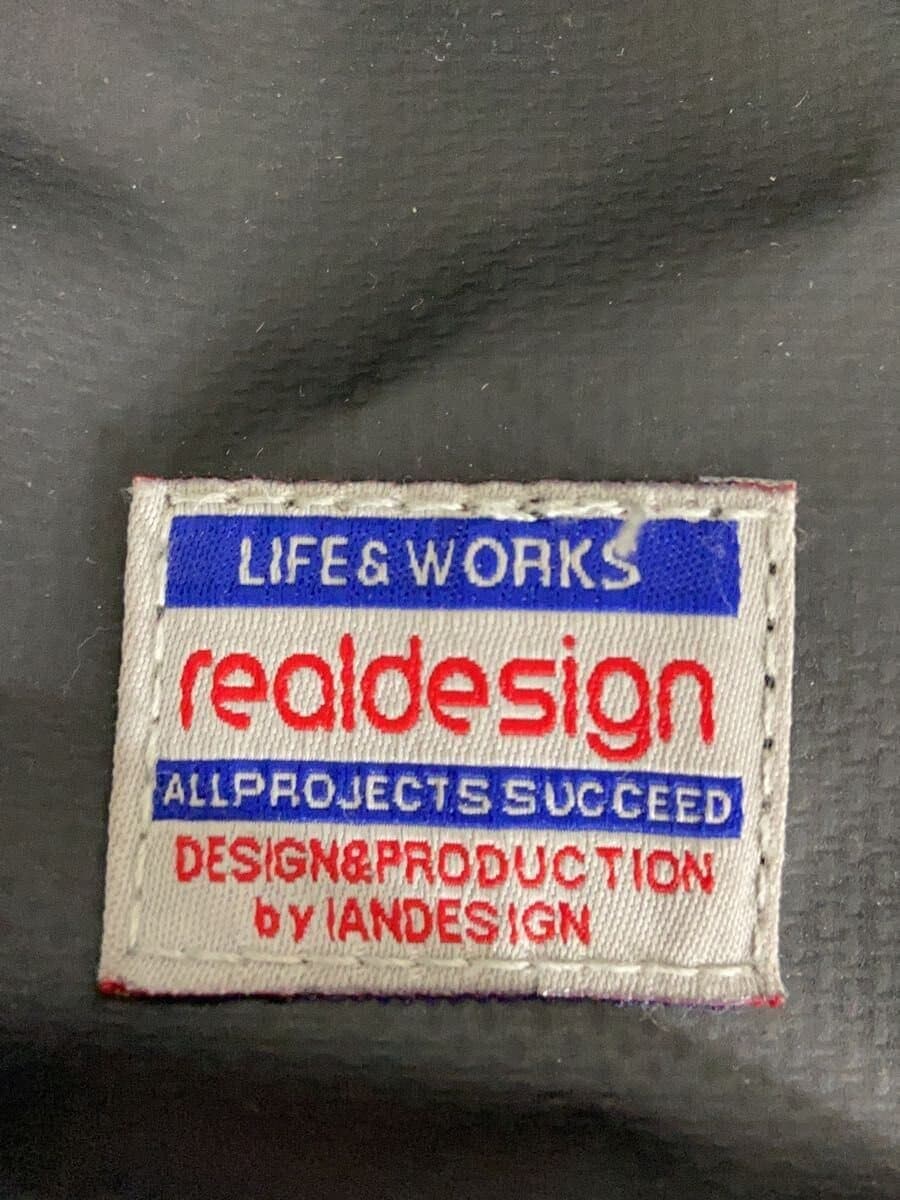 LIFE & WORKS
realdesign
ALLPROJECTS SUCCEED
DESIGN&PRODUCTION
by IANDESIGN